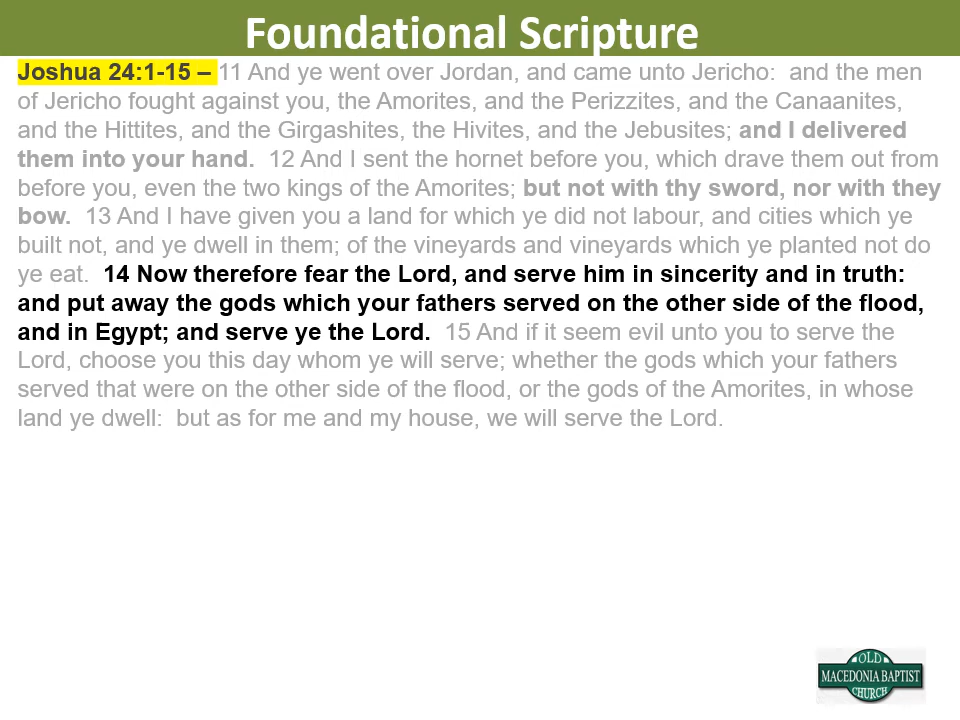 Foundational Scripture
Joshua 24:1-15 – 11 And ye went over Jordan, and came unto Jericho:  and the men
of Jericho fought against you, the Amorites, and the Perizzites, and the Canaanites,
and the Hittites, and the Girgashites, the Hivites, and the Jebusites; and I delivered
them into your hand.  12 And I sent the hornet before you, which drave them out from
before you, even the two kings of the Amorites; but not with thy sword, nor with they
bow.  13 And I have given you a land for which ye did not labour, and cities which ye
built not, and ye dwell in them; of the vineyards and vineyards which ye planted not do
ye eat.  14 Now therefore fear the Lord, and serve him in sincerity and in truth:
and put away the gods which your fathers served on the other side of the flood,
and in Egypt; and serve ye the Lord.  15 And if it seem evil unto you to serve the
Lord, choose you this day whom ye will serve; whether the gods which your fathers
served that were on the other side of the flood, or the gods of the Amorites, in whose
land ye dwell:  but as for me and my house, we will serve the Lord.
OLD
MACEDONIA BAPTIST
CHURCH